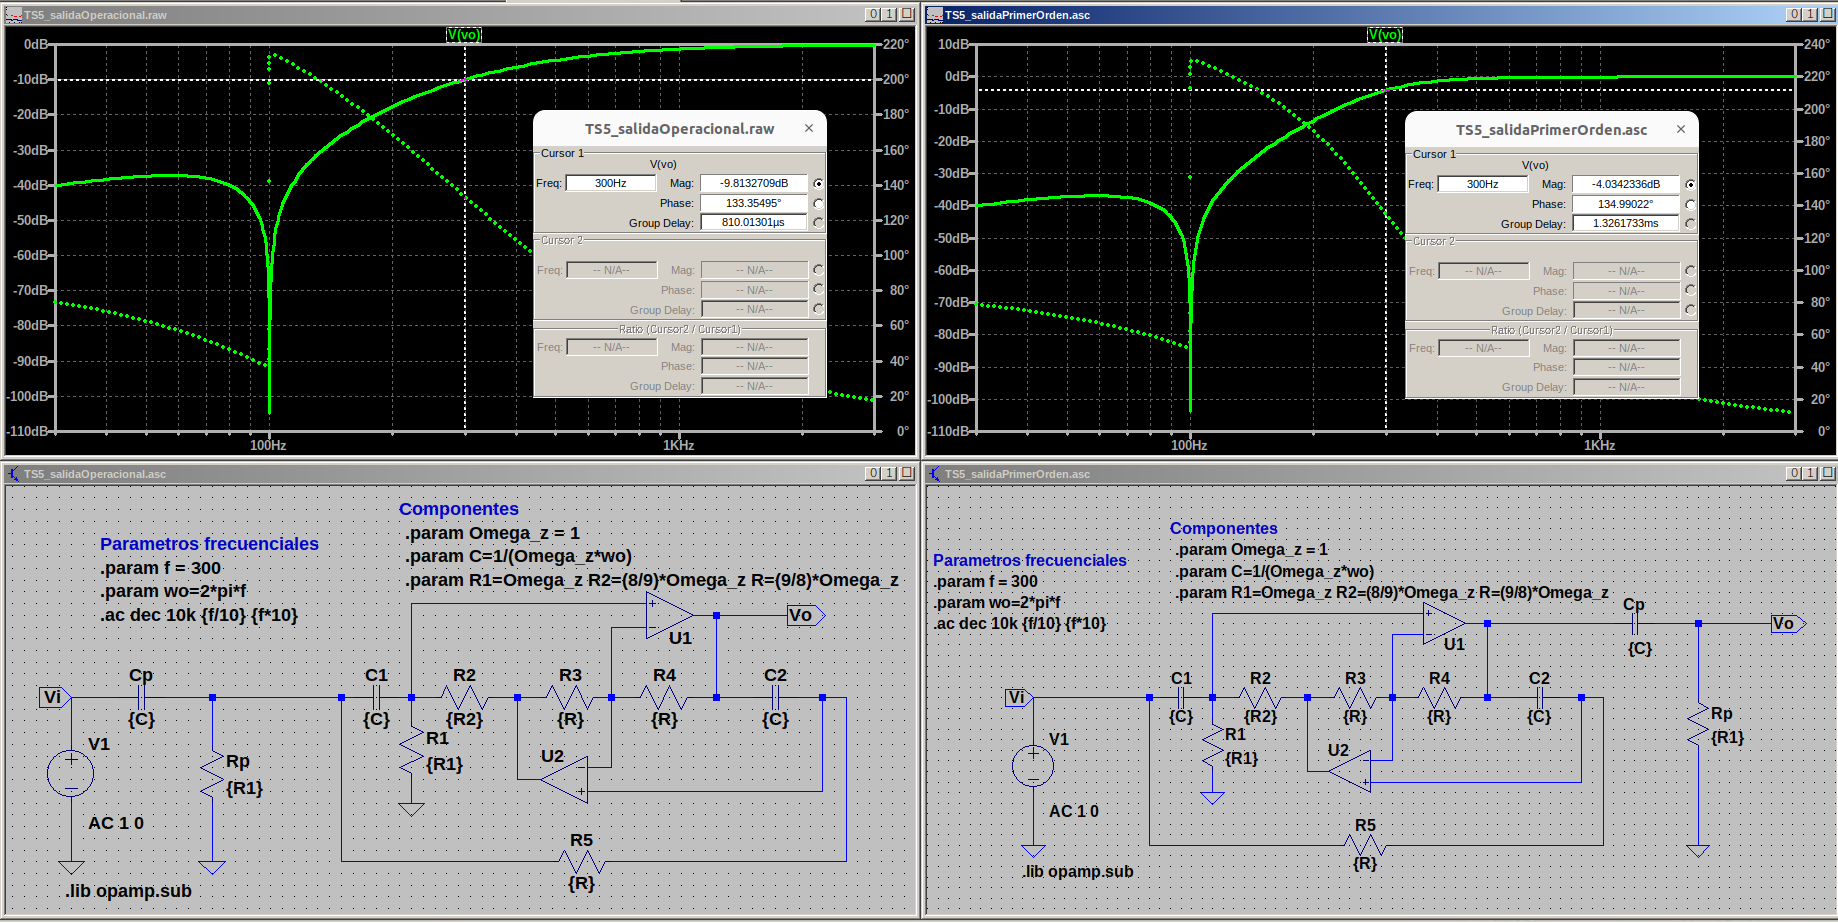 TS5_salidaOperacional.raw
V(vo)
0dB
-10dB
-20dB
-30dB
-40dB
-50dB
-60dB
-70dB
-80dB
-90dB
-100dB
-110dB
220°
200°
180°
160°
140°
120°
100°
80°
60°
40°
20°
0°
100Hz
1KHz
TS5_salidaOperacional.raw
Cursor 1
V(vo)
Freq: 300Hz Mag: -9.8132709dB
Phase: 133.35495°
Group Delay: 810.01301µs
Cursor 2
Freq: -- N/A-- Mag: -- N/A--
Phase: -- N/A--
Group Delay: -- N/A--
Ratio (Cursor2 / Cursor1)
Freq: -- N/A-- Mag: -- N/A--
Phase: -- N/A--
Group Delay: -- N/A--
TS5_salidaPrimerOrden.asc
V(vo)
10dB
0dB
-10dB
-20dB
-30dB
-40dB
-50dB
-60dB
-70dB
-80dB
-90dB
-100dB
-110dB
240°
220°
200°
180°
160°
140°
120°
100°
80°
60°
40°
20°
0°
100Hz
1KHz
TS5_salidaPrimerOrden.asc
Cursor 1
V(vo)
Freq: 300Hz Mag: -4.0342336dB
Phase: 134.99022°
Group Delay: 1.3261733ms
Cursor 2
Freq: -- N/A-- Mag: -- N/A--
Phase: -- N/A--
Group Delay: -- N/A--
Ratio (Cursor2 / Cursor1)
Freq: -- N/A-- Mag: -- N/A--
Phase: -- N/A--
Group Delay: -- N/A--
TS5_salidaOperacional.asc
Componentes
.param Omega_z = 1
.param C=1/(Omega_z*wo)
.param R1=Omega_z R2=(8/9)*Omega_z R=(9/8)*Omega_z
Parametros frecuenciales
.param f = 300
.param wo=2*pi*f
.ac dec 10k {f/10} {f*10}
U1
Vo
Vi
Cp
{C}
C1
{C}
R2
{R2}
R3
{R}
R4
{R}
C2
{C}
V1
AC 1 0
Rp
{R1}
R1
{R1}
U2
R5
{R}
.lib opamp.sub
TS5_salidaPrimerOrden.asc
Componentes
.param Omega_z = 1
.param C=1/(Omega_z*wo)
.param R1=Omega_z R2=(8/9)*Omega_z R=(9/8)*Omega_z
Parametros frecuenciales
.param f = 300
.param wo=2*pi*f
.ac dec 10k {f/10} {f*10}
U1
Cp
{C}
Vo
Vi
C1
{C}
R2
{R2}
R3
{R}
R4
{R}
C2
{C}
V1
AC 1 0
R1
{R1}
U2
Rp
{R1}
R5
{R}
.lib opamp.sub